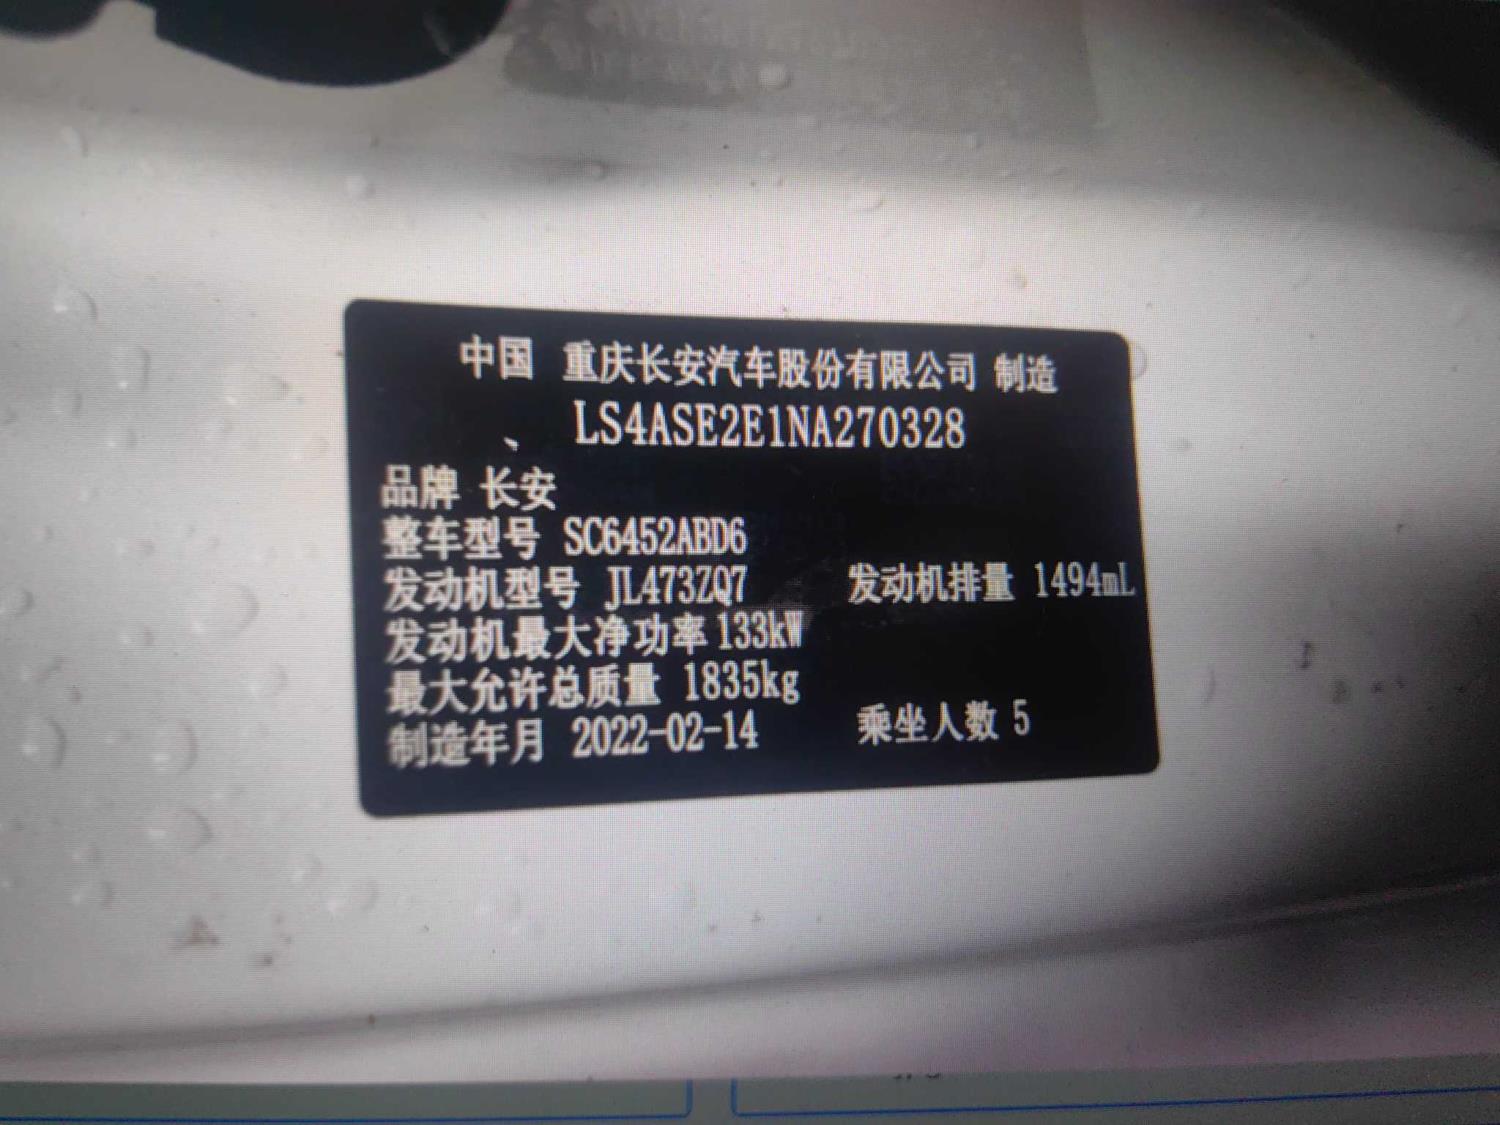 中国 重庆长安汽车股份有限公司 制造
LS4ASE2E1NA270328
品牌 长安
整车型号 SC6452ABD6
发动机型号 JL473ZQ7 发动机排量 1494mL
发动机最大净功率 133kW
最大允许总质量 1835kg
制造年月 2022-02-14 乘坐人数 5